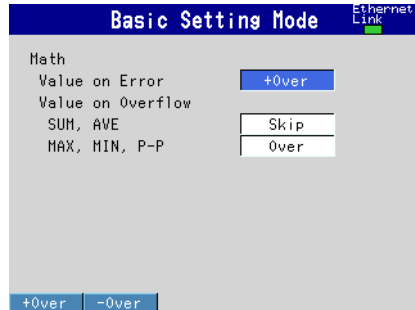 Basic Setting Mode
Ethernet
Link
Math
Value on Error +Over
Value on Overflow
SUM, AVE Skip
MAX, MIN, P-P Over
+Over -Over